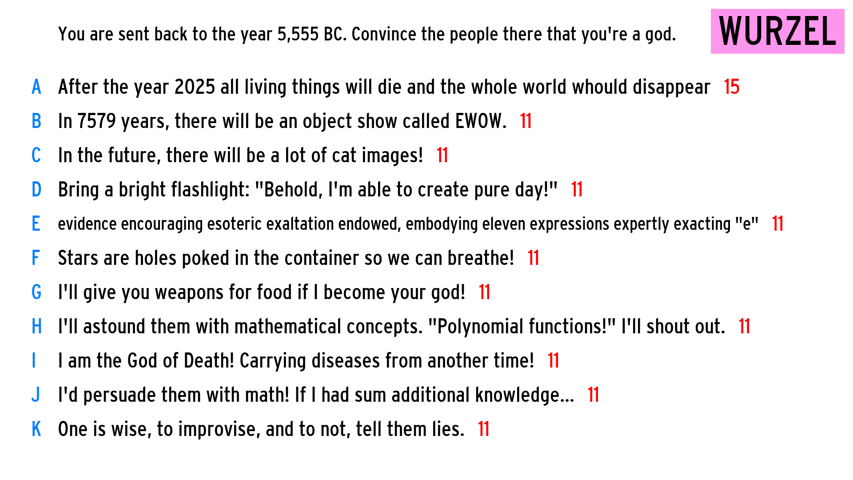 You are sent back to the year 5,555 BC. Convince the people there that you're a god.
WURZEL
A After the year 2025 all living things will die and the whole world whould disappear 15
B In 7579 years, there will be an object show called EWOW. 11
C In the future, there will be a lot of cat images! 11
D Bring a bright flashlight: "Behold, I'm able to create pure day!" 11
E evidence encouraging esoteric exaltation endowed, embodying eleven expressions expertly exacting "e" 11
F Stars are holes poked in the container so we can breathe! 11
G I'll give you weapons for food if I become your god! 11
H I'll astound them with mathematical concepts. "Polynomial functions!" I'll shout out. 11
I I am the God of Death! Carrying diseases from another time! 11
J I'd persuade them with math! If I had sum additional knowledge... 11
K One is wise, to improvise, and to not, tell them lies. 11